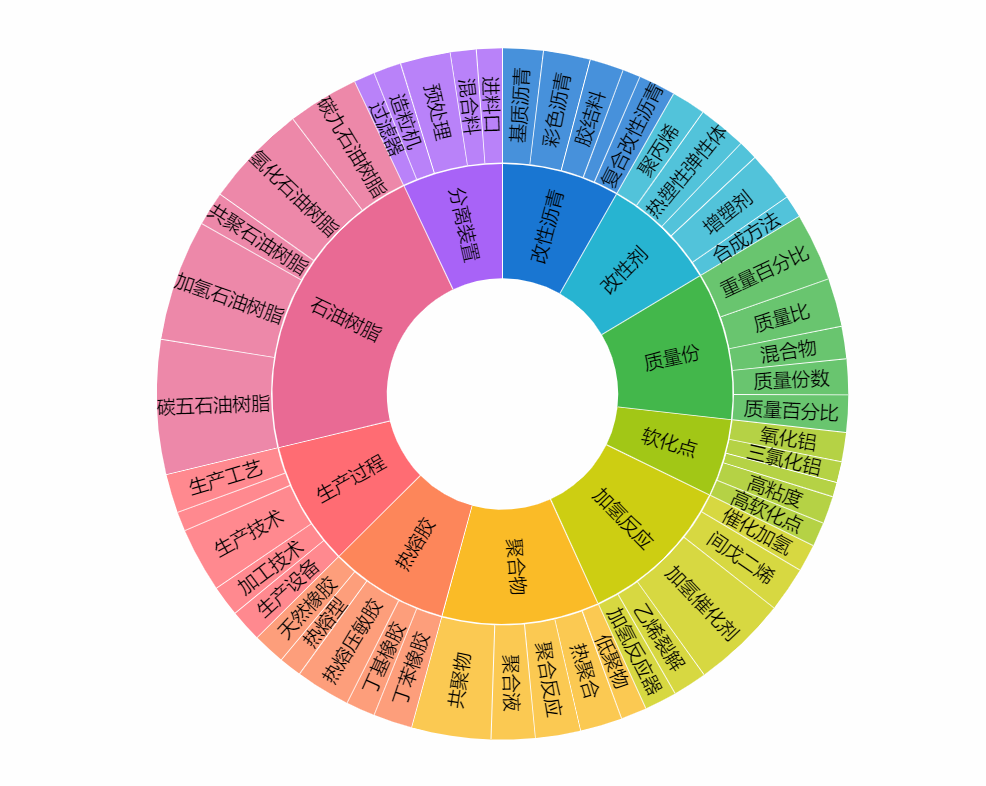 改性沥青
基质沥青
彩色沥青
胶结料
复合改性沥青
改性剂
聚丙烯
热塑性弹性体
增塑剂
合成方法
质量份
重量百分比
质量比
混合物
质量份数
质量百分比
软化点
氧化铝
三氯化铝
高粘度
高软化点
加氢反应
催化加氢
间戊二烯
加氢催化剂
乙烯裂解
加氢反应器
聚合物
低聚物
热聚合
聚合反应
聚合液
共聚物
热熔胶
丁苯橡胶
丁基橡胶
热熔压敏胶
热熔型
天然橡胶
生产过程
生产设备
加工技术
生产技术
生产工艺
石油树脂
碳五石油树脂
加氢石油树脂
共聚石油树脂
氢化石油树脂
碳九石油树脂
分离装置
过滤器
造粒机
预处理
混合料
进料口